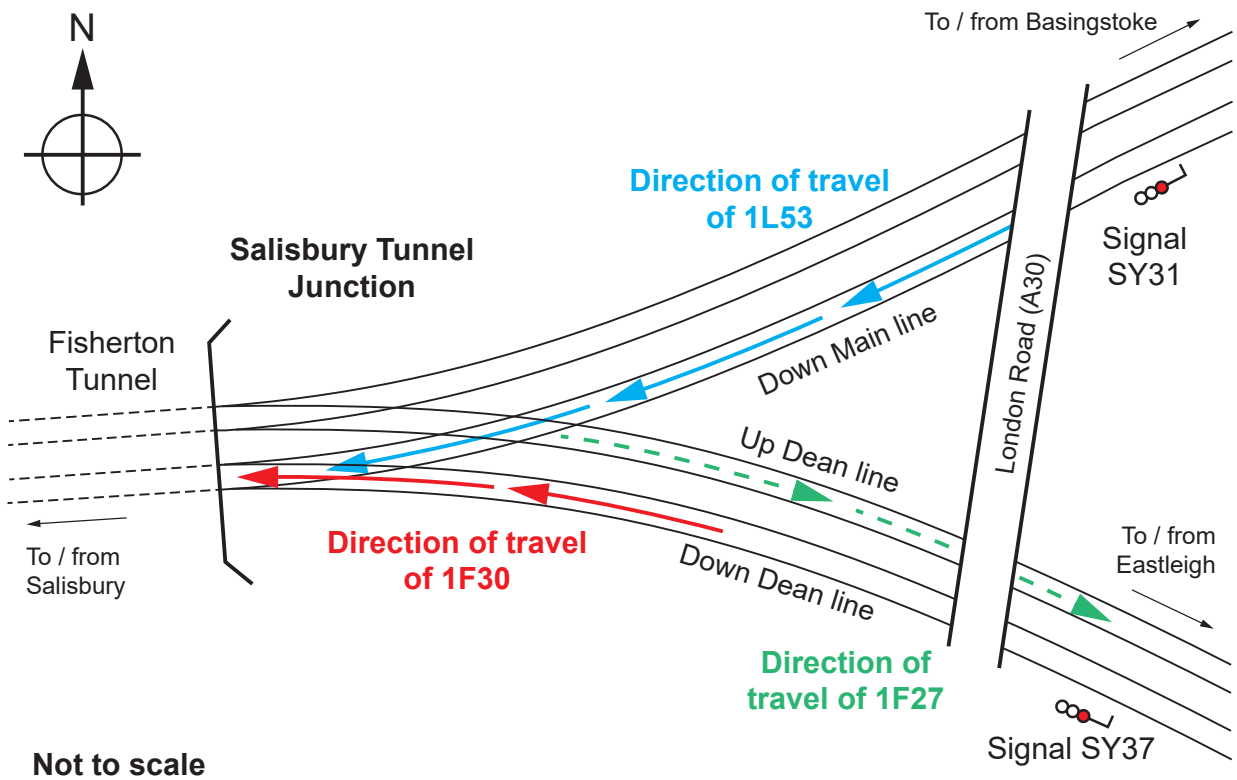 To / from Basingstoke
N
Direction of travel
of 1L53
Signal
SY31
Salisbury Tunnel
Junction
London Road (A30)
Fisherton
Tunnel
Down Main line
Up Dean line
To / from
Salisbury
Direction of travel
of 1F30
Down Dean line
To / from
Eastleigh
Direction of
travel of 1F27
Signal SY37
Not to scale